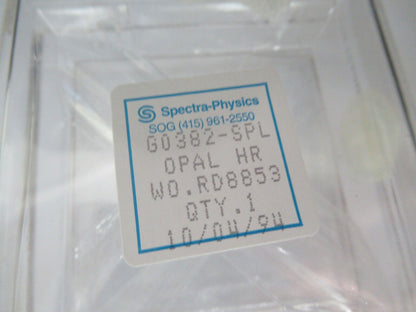 Spectra-Physics
SOG (415) 961-2550
G0382-SPL
OPAL HR
WO.RD8853
QTY.1
10/04/94